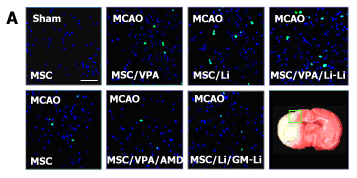 A
Sham
MSC
MCAO
MSC/VPA
MCAO
MSC/Li
MCAO
MSC/VPA/Li-Li
MCAO
MSC
MCAO
MSC/VPA/AMD
MCAO
MSC/Li/GM-Li